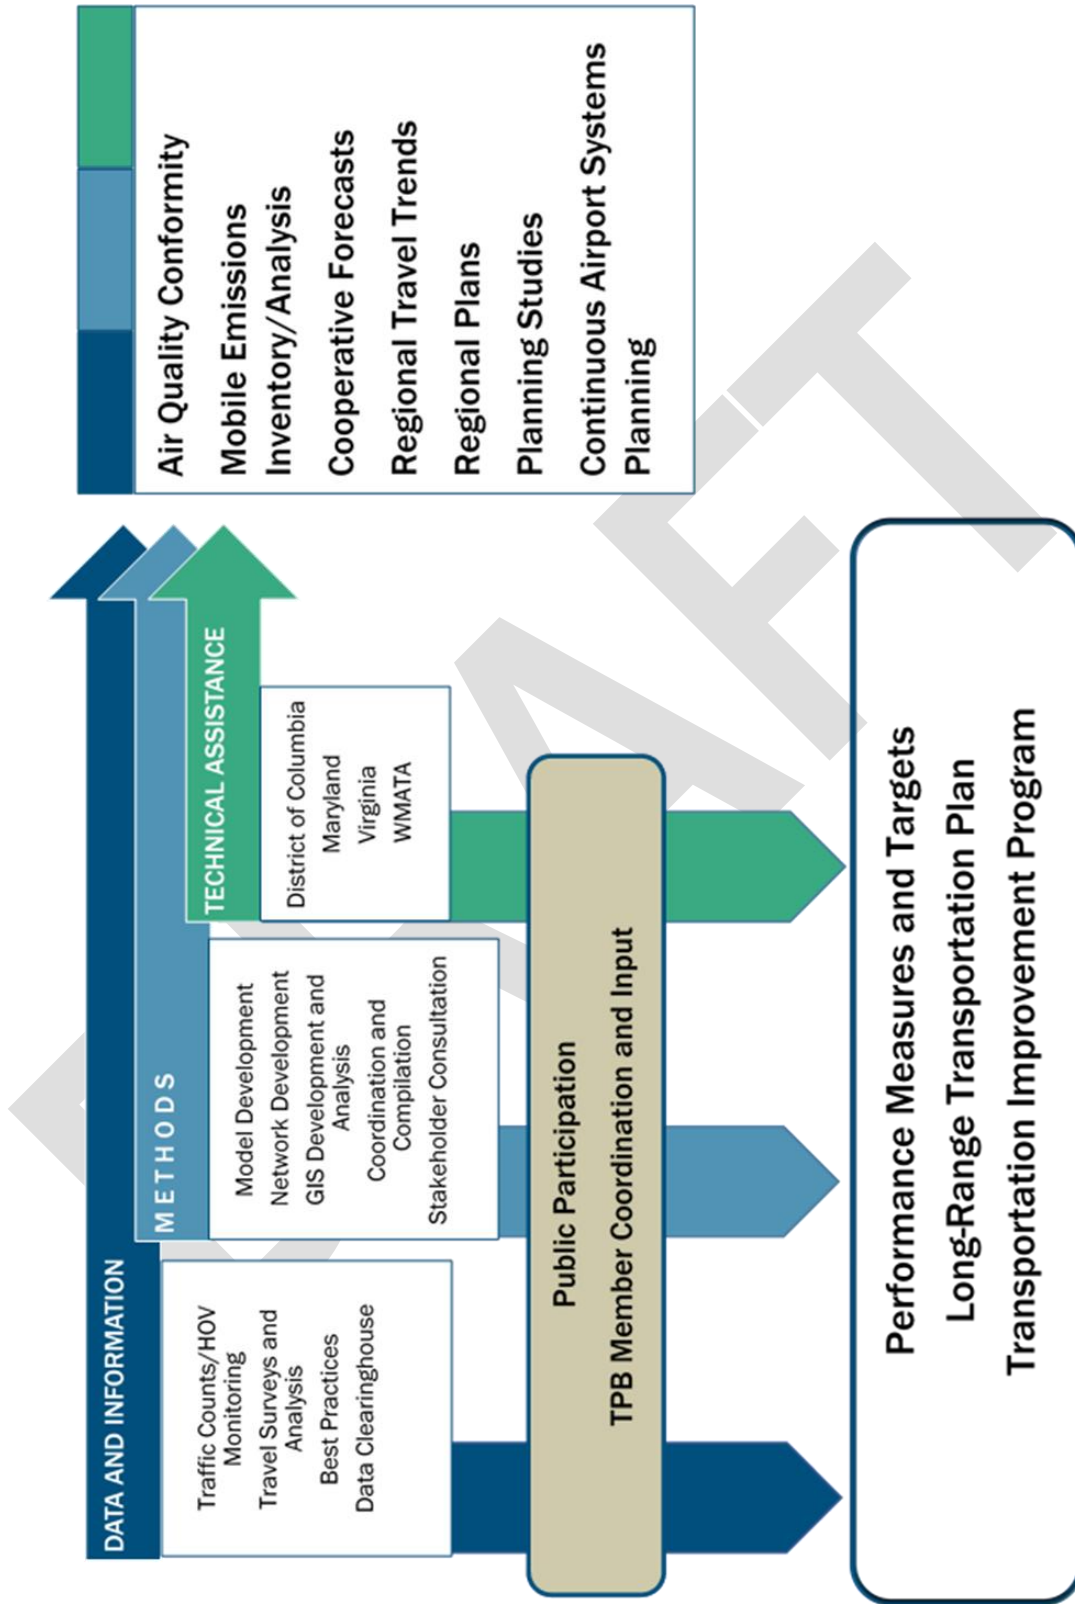 DATA AND INFORMATION
Traffic Counts/HOV
Monitoring
Travel Surveys and
Analysis
Best Practices
Data Clearinghouse
METHODS
Model Development
Network Development
GIS Development and
Analysis
Coordination and
Compilation
Stakeholder Consultation
TECHNICAL ASSISTANCE
District of Columbia
Maryland
Virginia
WMATA
Air Quality Conformity
Mobile Emissions
Inventory/Analysis
Cooperative Forecasts
Regional Travel Trends
Regional Plans
Planning Studies
Continuous Airport Systems
Planning
Public Participation
TPB Member Coordination and Input
Performance Measures and Targets
Long-Range Transportation Plan
Transportation Improvement Program
DRAFT